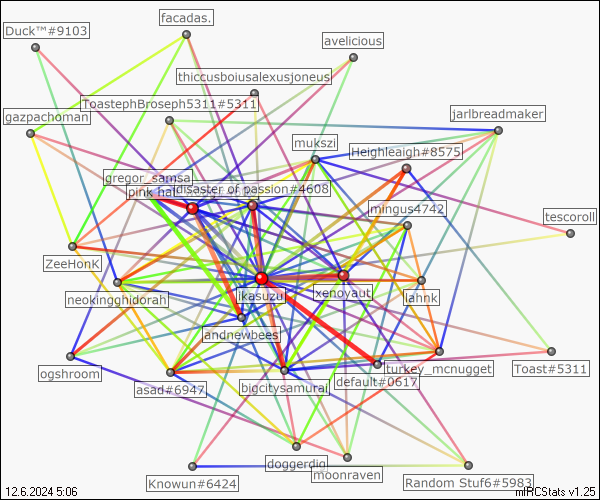 facadas.
Duck™#9103
avelicious
thiccusboiusalexusjoneus
ToastephBroseph5311#5311
gazpachoman
jarlbreadmaker
mukszi
Heighleaigh#8575
gregor_samsa
pink hal
disaster of passion#4608
mingus4742
tescoroll
ZeeHonK
neokingghidorah
ikasuzu
xenoyaut
lahnk
andnewbees
ogshroom
asad#6947
bigcitysamurai
default#0617
turkey_mcnugget
Toast#5311
doggerdig
moonraven
Knowun#6424
Random Stuf6#5983
12.6.2024 5:06
mIRCStats v1.25